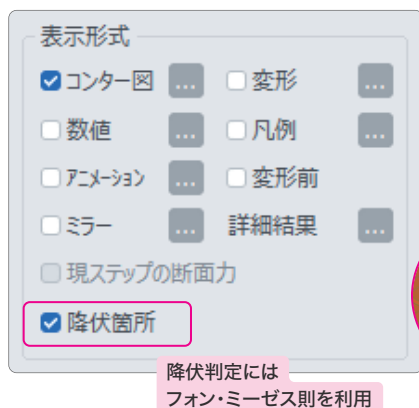 表示形式
コンター図 ... 変形 ...
数値 ... 凡例 ...
アニメーション ... 変形前
ミラー ... 詳細結果 ...
現ステップの断面力
降伏箇所
降伏判定には
フォン・ミーゼス則を利用